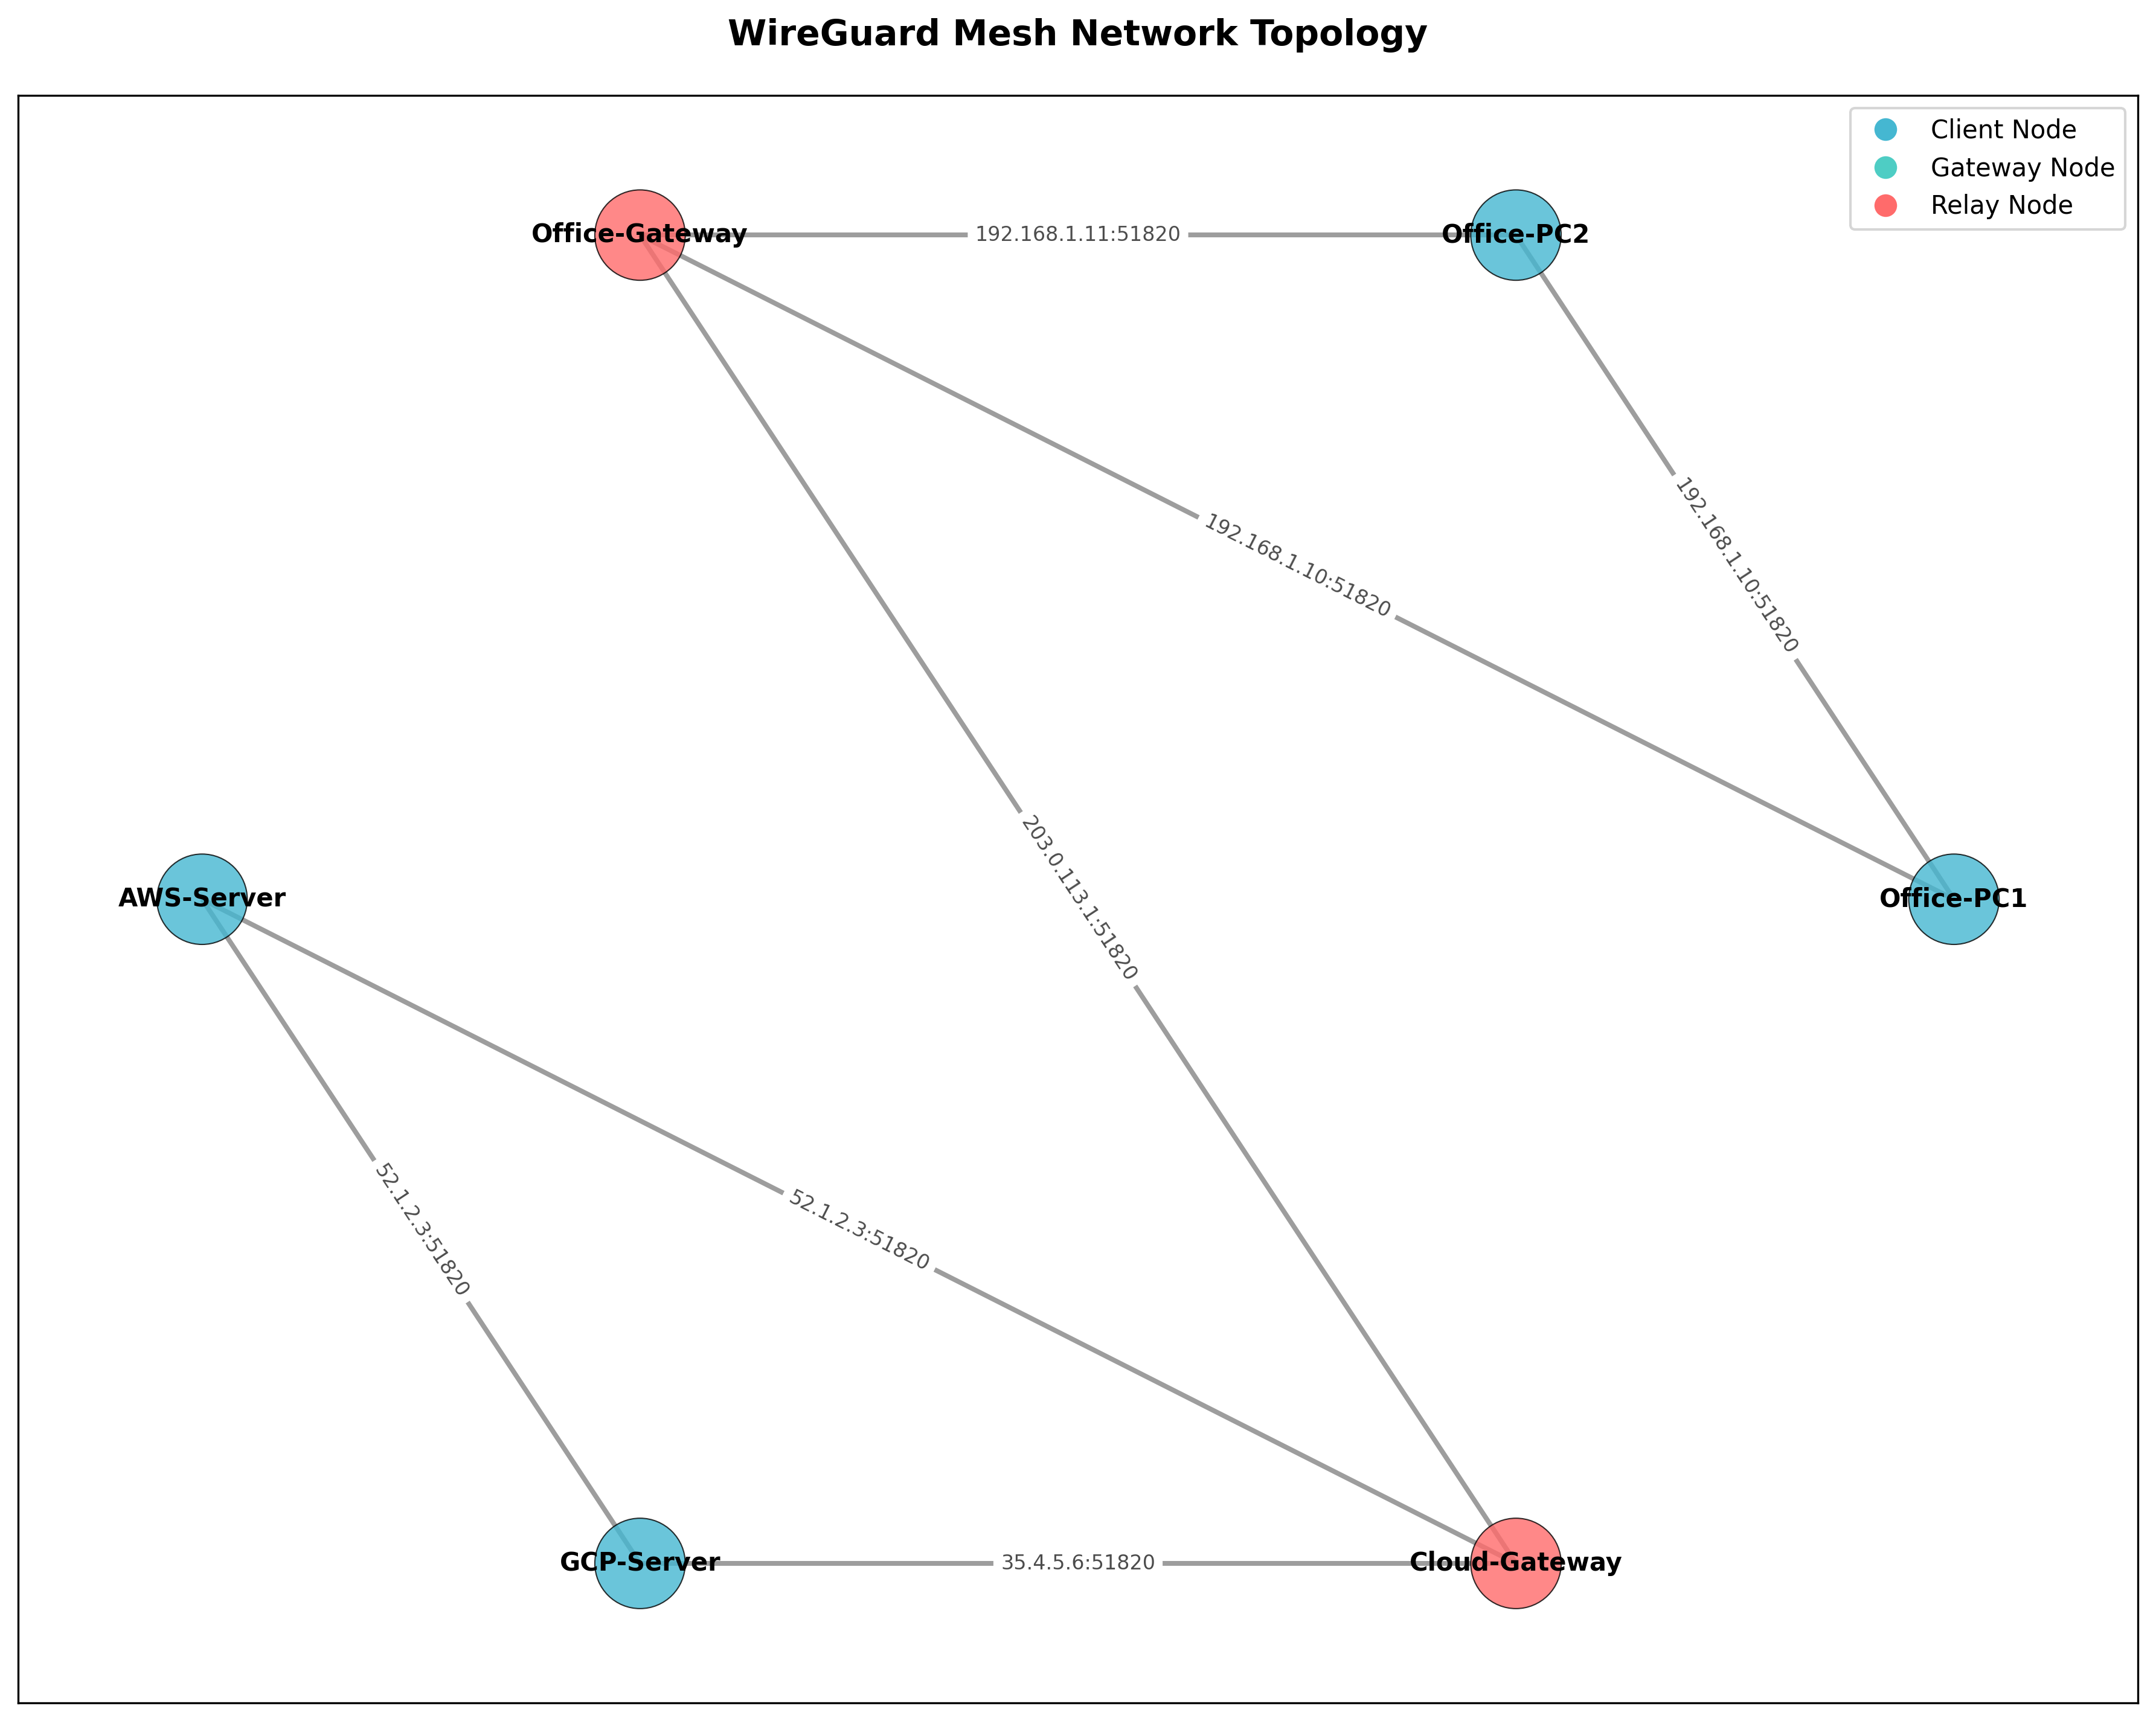 WireGuard Mesh Network Topology
Client Node
Gateway Node
Relay Node
Office-Gateway
192.168.1.11:51820
Office-PC2
192.168.1.10:51820
192.168.1.10:51820
203.0.113.1:51820
AWS-Server
Office-PC1
52.1.2.3:51820
52.1.2.3:51820
GCP-Server
35.4.5.6:51820
Cloud-Gateway